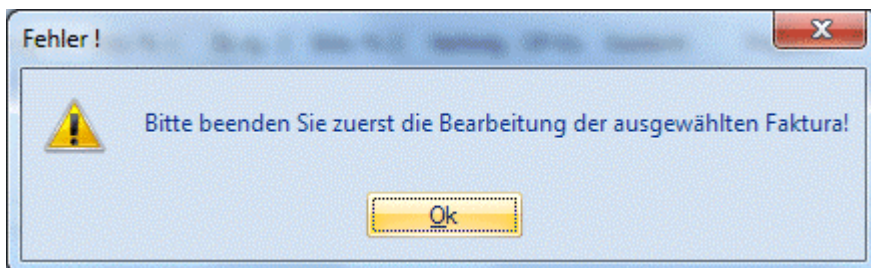 Fehler !
Bitte beenden Sie zuerst die Bearbeitung der ausgewählten Faktura!
Ok